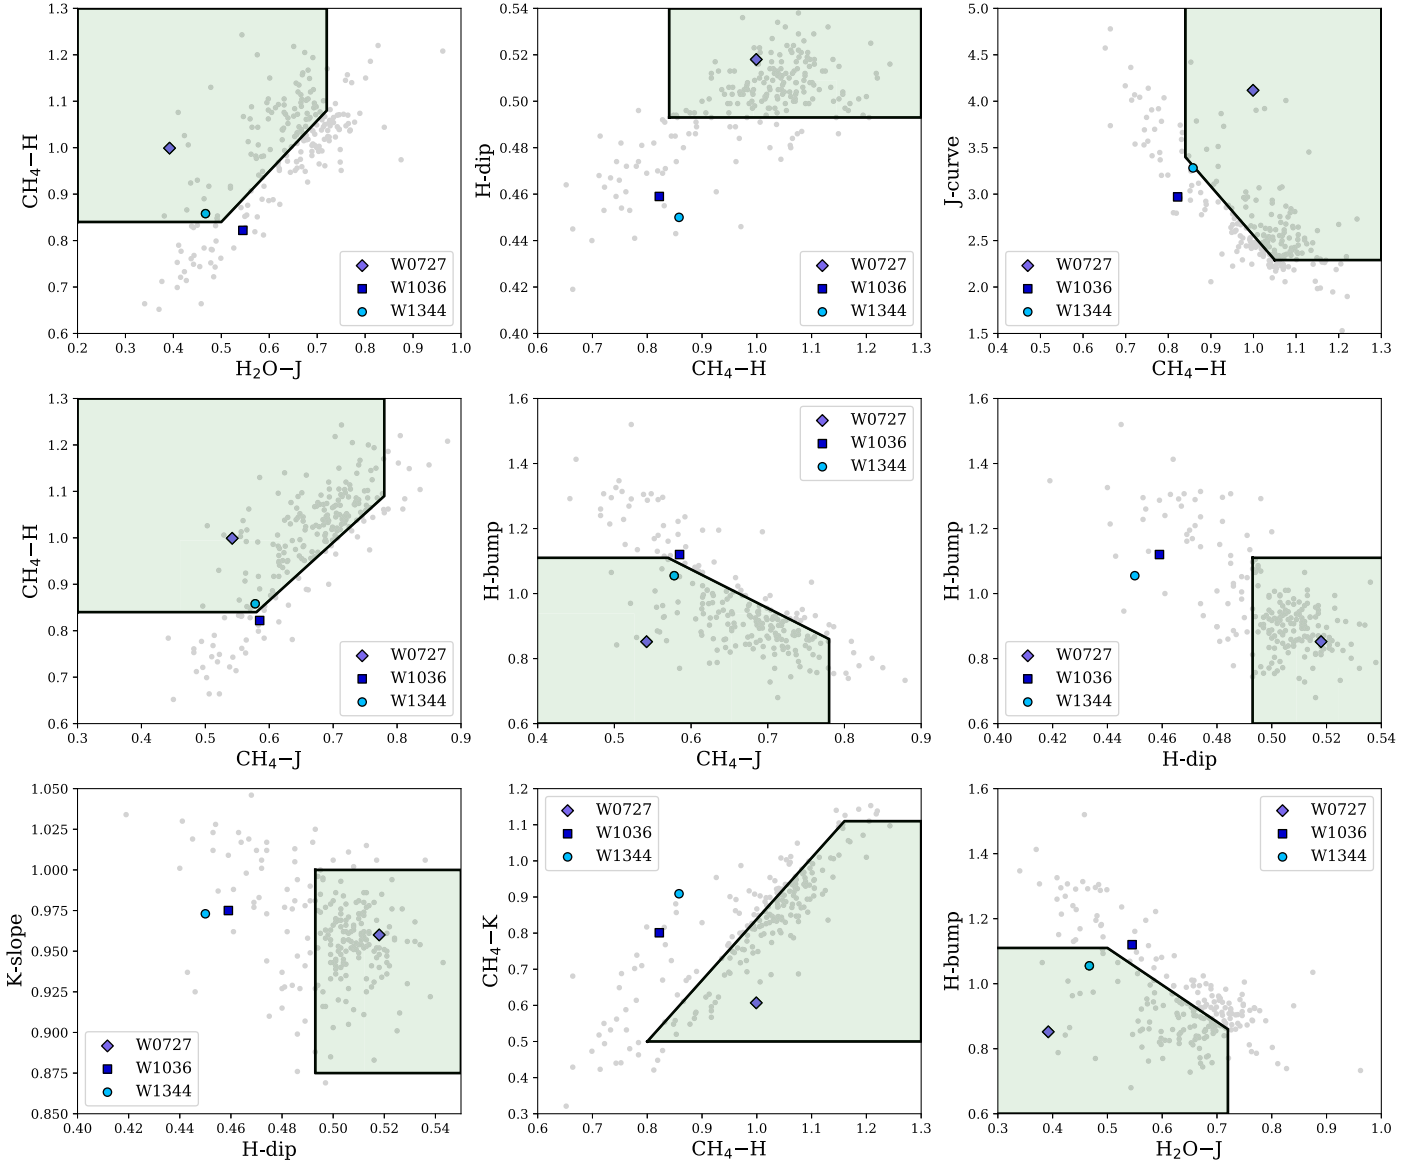 1.3
1.2
1.1
1.0
0.9
0.8
0.7
0.6
CH₄−H
0.2 0.3 0.4 0.5 0.6 0.7 0.8 0.9 1.0
H₂O−J
W0727
W1036
W1344
0.54
0.52
0.50
0.48
0.46
0.44
0.42
0.40
H-dip
0.6 0.7 0.8 0.9 1.0 1.1 1.2 1.3
CH₄−H
W0727
W1036
W1344
5.0
4.5
4.0
3.5
3.0
2.5
2.0
1.5
J-curve
0.4 0.5 0.6 0.7 0.8 0.9 1.0 1.1 1.2 1.3
CH₄−H
W0727
W1036
W1344
1.3
1.2
1.1
1.0
0.9
0.8
0.7
0.6
CH₄−H
0.3 0.4 0.5 0.6 0.7 0.8 0.9
CH₄−J
W0727
W1036
W1344
1.6
1.4
1.2
1.0
0.8
0.6
H-bump
0.4 0.5 0.6 0.7 0.8 0.9
CH₄−J
W0727
W1036
W1344
1.6
1.4
1.2
1.0
0.8
0.6
H-bump
0.40 0.42 0.44 0.46 0.48 0.50 0.52 0.54
H-dip
W0727
W1036
W1344
1.050
1.025
1.000
0.975
0.950
0.925
0.900
0.875
0.850
K-slope
0.40 0.42 0.44 0.46 0.48 0.50 0.52 0.54
H-dip
W0727
W1036
W1344
1.2
1.1
1.0
0.9
0.8
0.7
0.6
0.5
0.4
0.3
CH₄−K
0.6 0.7 0.8 0.9 1.0 1.1 1.2 1.3
CH₄−H
W0727
W1036
W1344
1.6
1.4
1.2
1.0
0.8
0.6
H-bump
0.3 0.4 0.5 0.6 0.7 0.8 0.9 1.0
H₂O−J
W0727
W1036
W1344